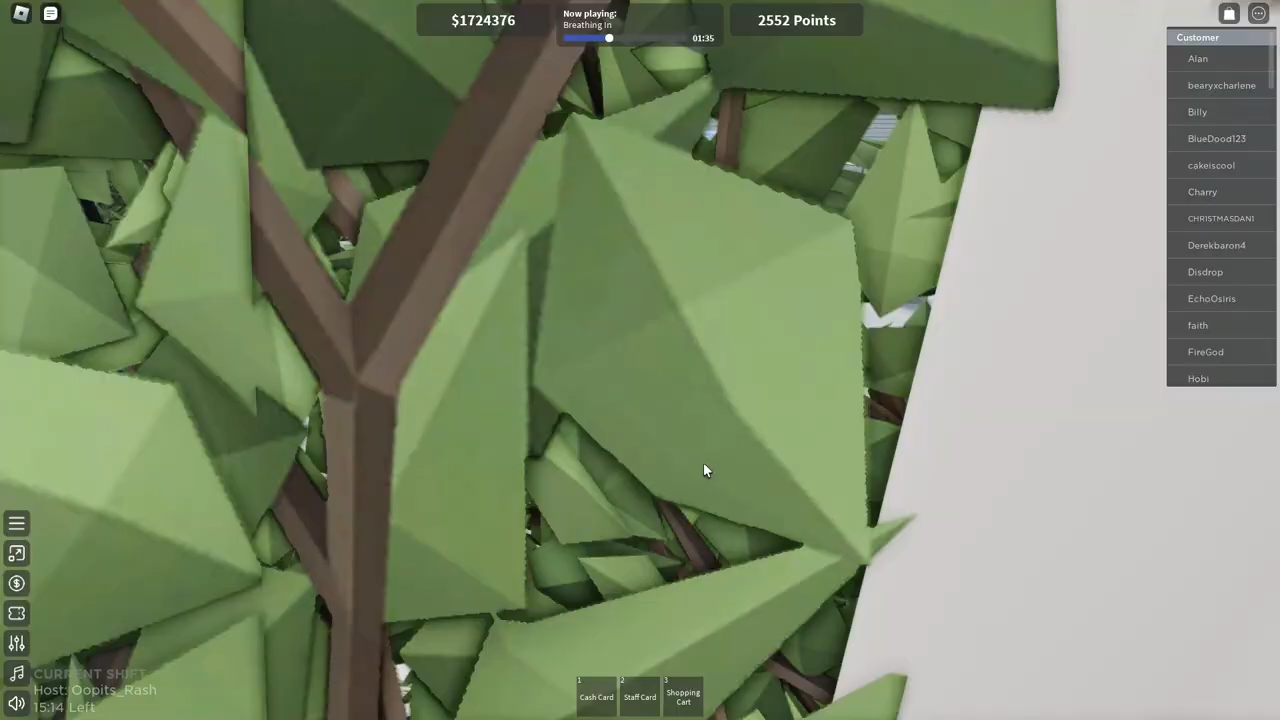 $1724376
Now playing:
Breathing In
01:35
2552 Points
Customer
Alan
bearyxcharlene
Billy
BlueDood123
cakeiscool
Charry
CHR1STMASDAN1
Derekbaron4
Disdrop
EchoOsiris
faith
FireGod
Hobi
CURRENT SHIFT
Host: Oopits_Rash
15:14 Left
1
Cash Card
2
Staff Card
3
Shopping
Cart